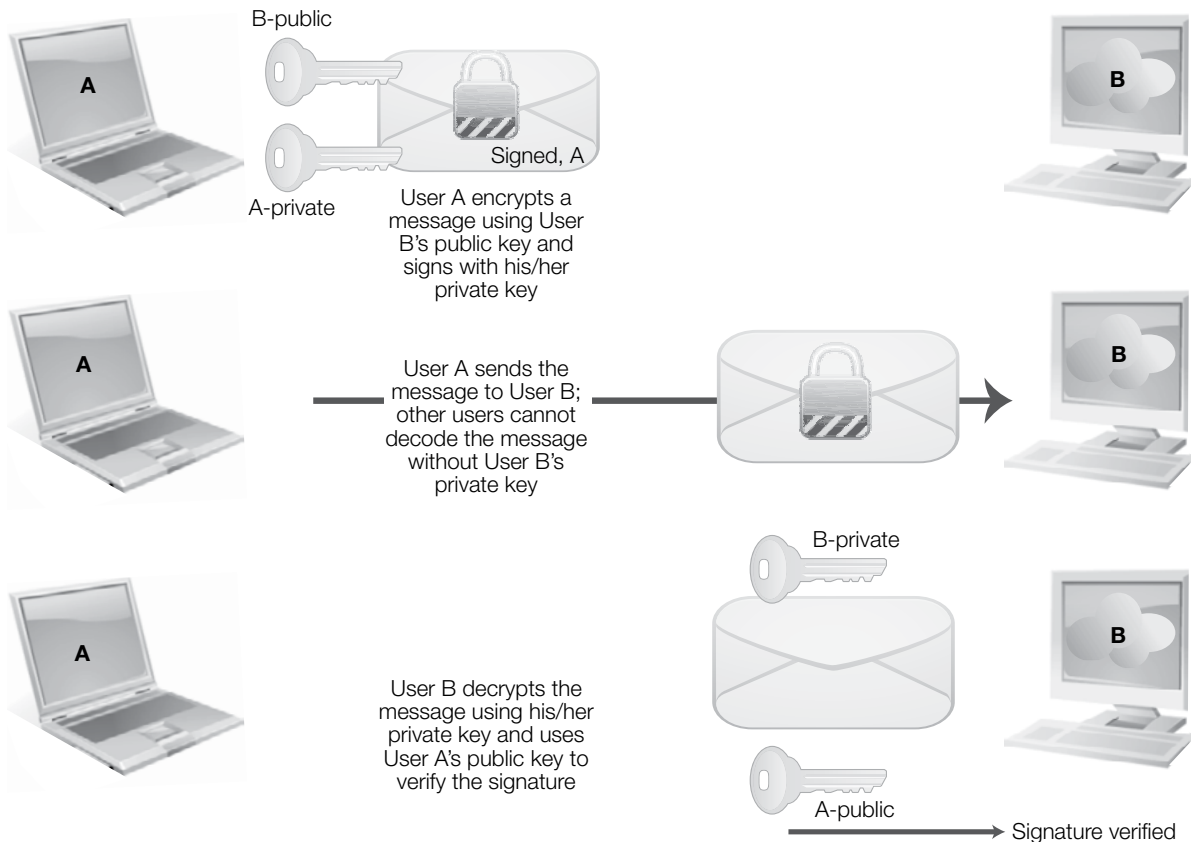 B-public
A
B
Signed, A
A-private
User A encrypts a
message using User
B’s public key and
signs with his/her
private key
A
User A sends the
message to User B;
other users cannot
decode the message
without User B’s
private key
B
B-private
A
B
User B decrypts the
message using his/her
private key and uses
User A’s public key to
verify the signature
A-public
Signature verified